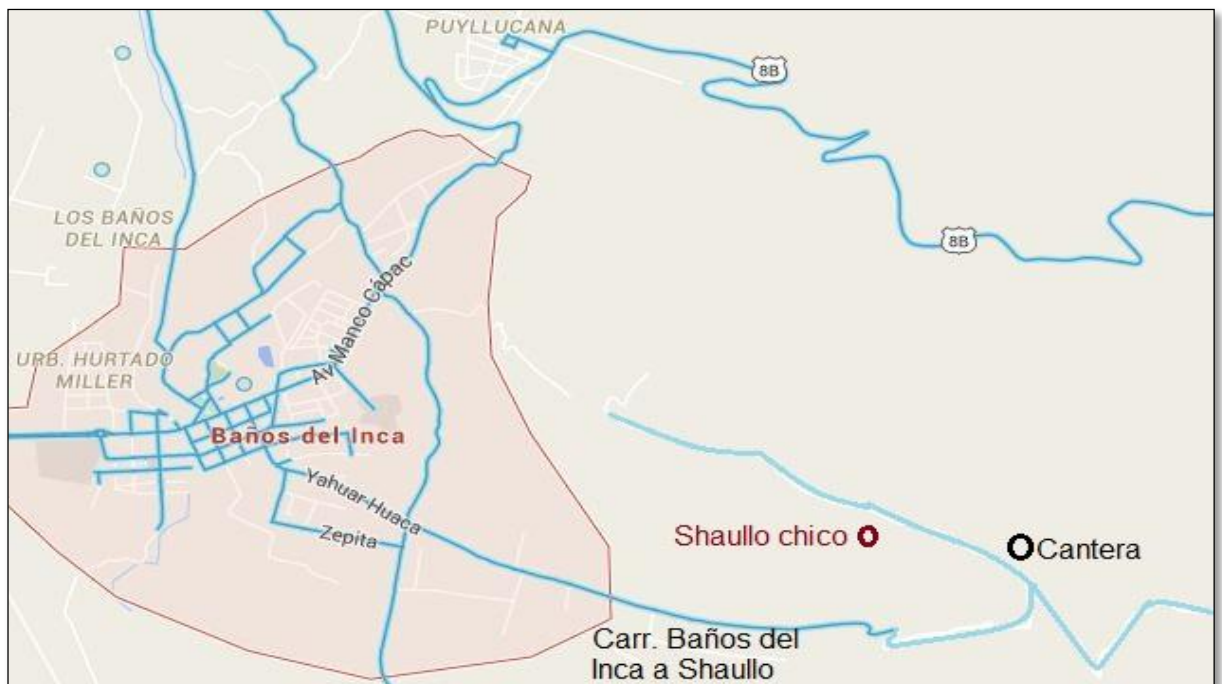 PUYLLUCANA
8B
LOS BAÑOS
DEL INCA
8B
Av Manco Cápac
URB. HURTADO
MILLER
Baños del Inca
Yahuar Huaca
Zepita
Shaullo chico
Cantera
Carr. Baños del
Inca a Shaullo